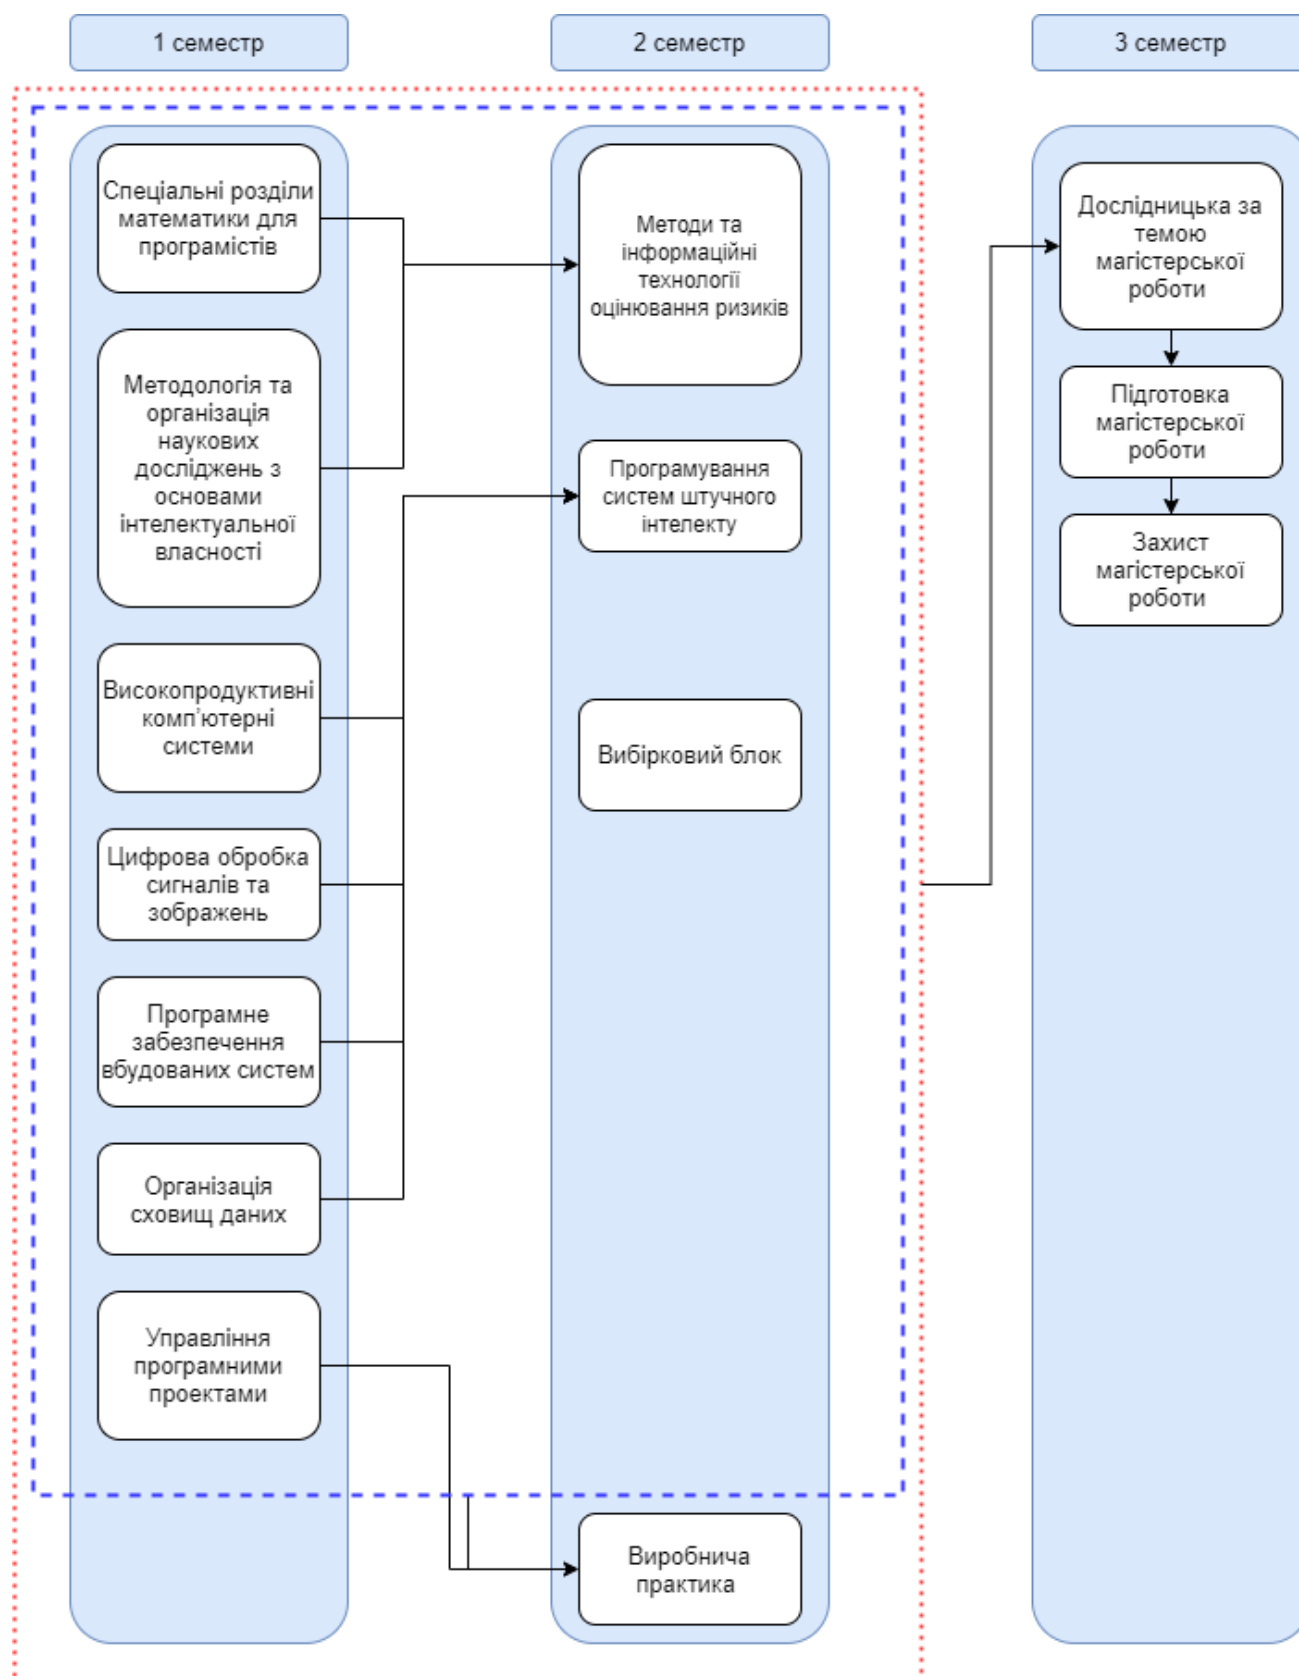 1 семестр
2 семестр
3 семестр
Спеціальні розділи
математики для
програмістів
Методологія та
організація
наукових
досліджень з
основами
інтелектуальної
власності
Високопродуктивні
комп'ютерні
системи
Цифрова обробка
сигналів та
зображень
Програмне
забезпечення
вбудованих систем
Організація
сховищ даних
Управління
програмними
проектами
Методи та
інформаційні
технології
оцінювання ризиків
Програмування
систем штучного
інтелекту
Вибірковий блок
Виробнича
практика
Дослідницька за
темою
магістерської
роботи
Підготовка
магістерської
роботи
Захист
магістерської
роботи